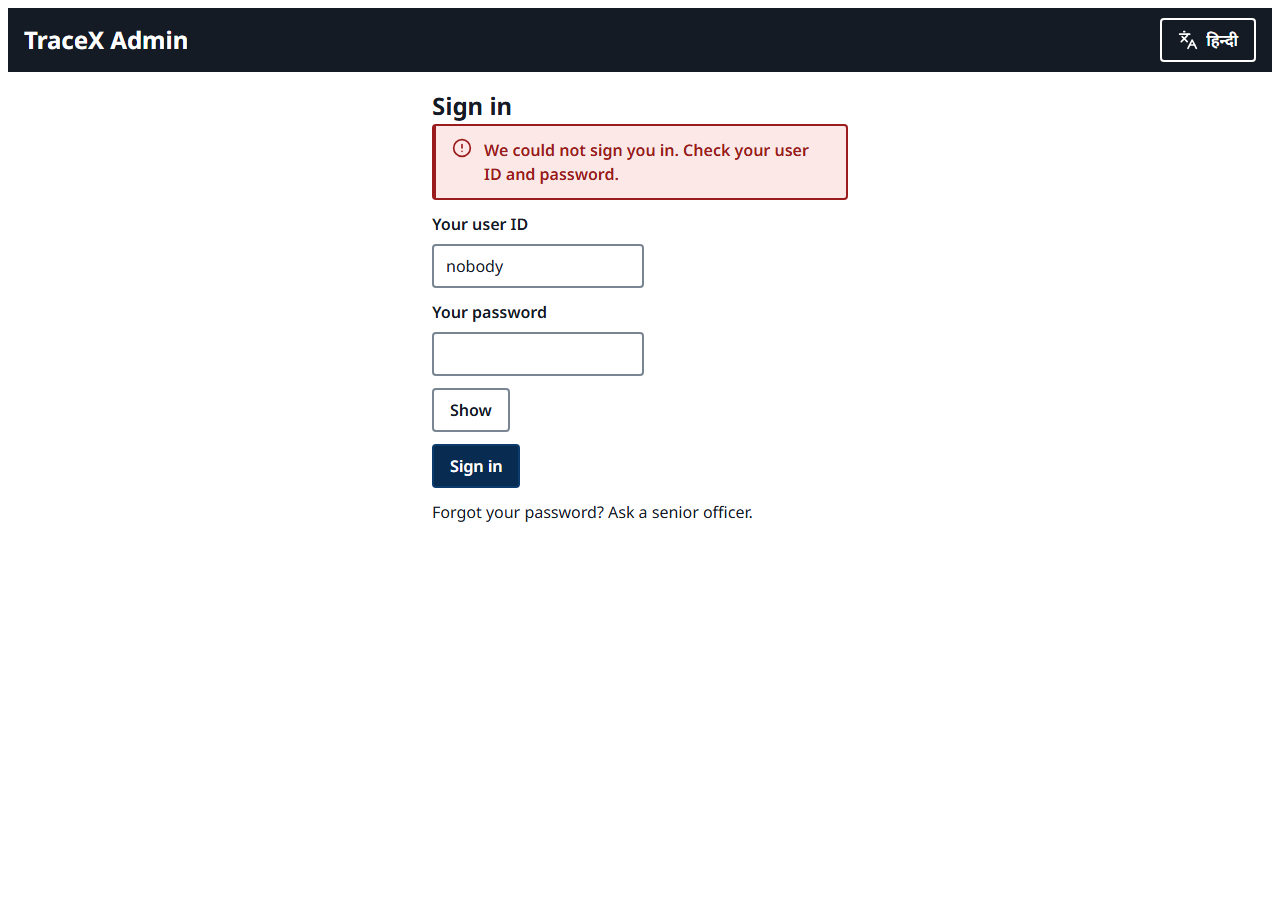 TraceX Admin
हिन्दी
Sign in
We could not sign you in. Check your user
ID and password.
Your user ID
nobody
Your password
Show
Sign in
Forgot your password? Ask a senior officer.